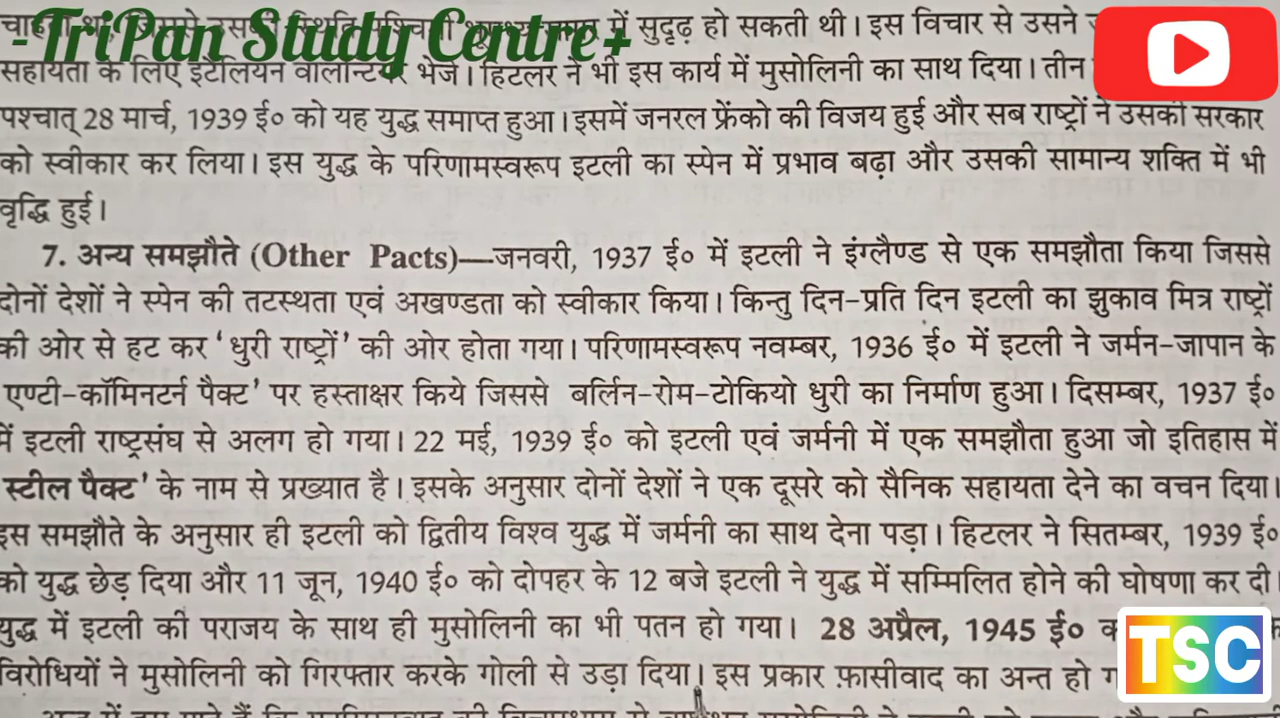 -TriPan Study Centre+
में सुदृढ़ हो सकती थी। इस विचार से उसने
सहायता के लिए इटैलियन वालन्टियर भेजे। हिटलर ने भी इस कार्य में मुसोलिनी का साथ दिया। तीन
पश्चात् 28 मार्च, 1939 ई० को यह युद्ध समाप्त हुआ। इसमें जनरल फ्रेंको की विजय हुई और सब राष्ट्रों ने उसकी सरकार
को स्वीकार कर लिया। इस युद्ध के परिणामस्वरूप इटली का स्पेन में प्रभाव बढ़ा और उसकी सामान्य शक्ति में भी
वृद्धि हुई।
7. अन्य समझौते (Other Pacts)—जनवरी, 1937 ई० में इटली ने इंग्लैण्ड से एक समझौता किया जिससे
दोनों देशों ने स्पेन की तटस्थता एवं अखण्डता को स्वीकार किया। किन्तु दिन-प्रति दिन इटली का झुकाव मित्र राष्ट्रों
की ओर से हट कर ‘धुरी राष्ट्रों’ की ओर होता गया। परिणामस्वरूप नवम्बर, 1936 ई० में इटली ने जर्मन-जापान के
एण्टी-कॉमिनटर्न पैक्ट’ पर हस्ताक्षर किये जिससे बर्लिन-रोम-टोकियो धुरी का निर्माण हुआ। दिसम्बर, 1937 ई०
में इटली राष्ट्रसंघ से अलग हो गया। 22 मई, 1939 ई० को इटली एवं जर्मनी में एक समझौता हुआ जो इतिहास में
स्टील पैक्ट’ के नाम से प्रख्यात है। इसके अनुसार दोनों देशों ने एक दूसरे को सैनिक सहायता देने का वचन दिया।
इस समझौते के अनुसार ही इटली को द्वितीय विश्व युद्ध में जर्मनी का साथ देना पड़ा। हिटलर ने सितम्बर, 1939 ई०
को युद्ध छेड़ दिया और 11 जून, 1940 ई० को दोपहर के 12 बजे इटली ने युद्ध में सम्मिलित होने की घोषणा कर दी।
युद्ध में इटली की पराजय के साथ ही मुसोलिनी का भी पतन हो गया। 28 अप्रैल, 1945 ई०
विरोधियों ने मुसोलिनी को गिरफ्तार करके गोली से उड़ा दिया। इस प्रकार फ़ासीवाद का अन्त हो
TSC